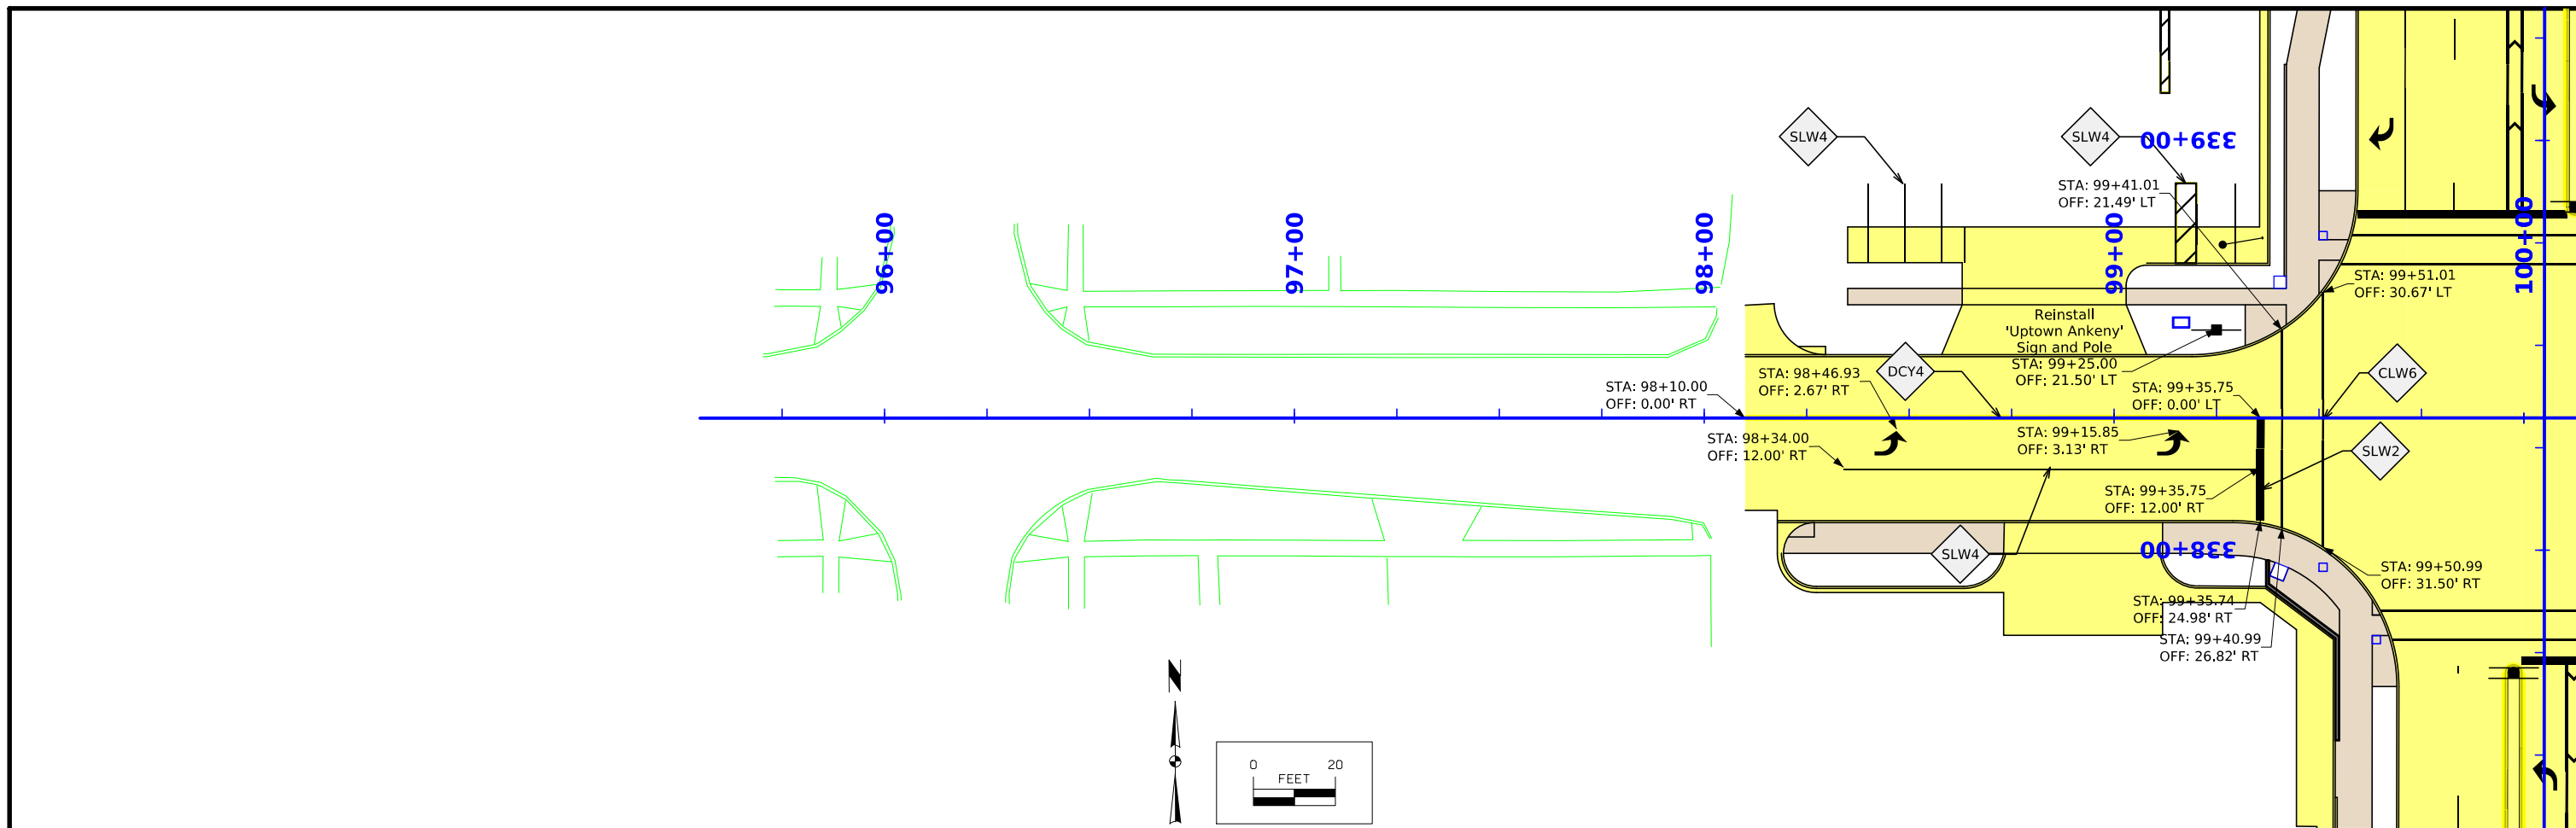 SLW4
SLW4
339+00
STA: 99+41.01
OFF: 21.49' LT
96+00
97+00
98+00
99+00
100+00
STA: 99+51.01
OFF: 30.67' LT
Reinstall
'Uptown Ankeny'
Sign and Pole
STA: 99+25.00
OFF: 21.50' LT
STA: 98+10.00
OFF: 0.00' RT
STA: 98+46.93
OFF: 2.67' RT
DCY4
STA: 99+35.75
OFF: 0.00' LT
CLW6
STA: 98+34.00
OFF: 12.00' RT
STA: 99+15.85
OFF: 3.13' RT
SLW2
STA: 99+35.75
OFF: 12.00' RT
SLW4
338+00
STA: 99+50.99
OFF: 31.50' RT
STA: 99+35.74
OFF: 24.98' RT
STA: 99+40.99
OFF: 26.82' RT
N
0 20
FEET